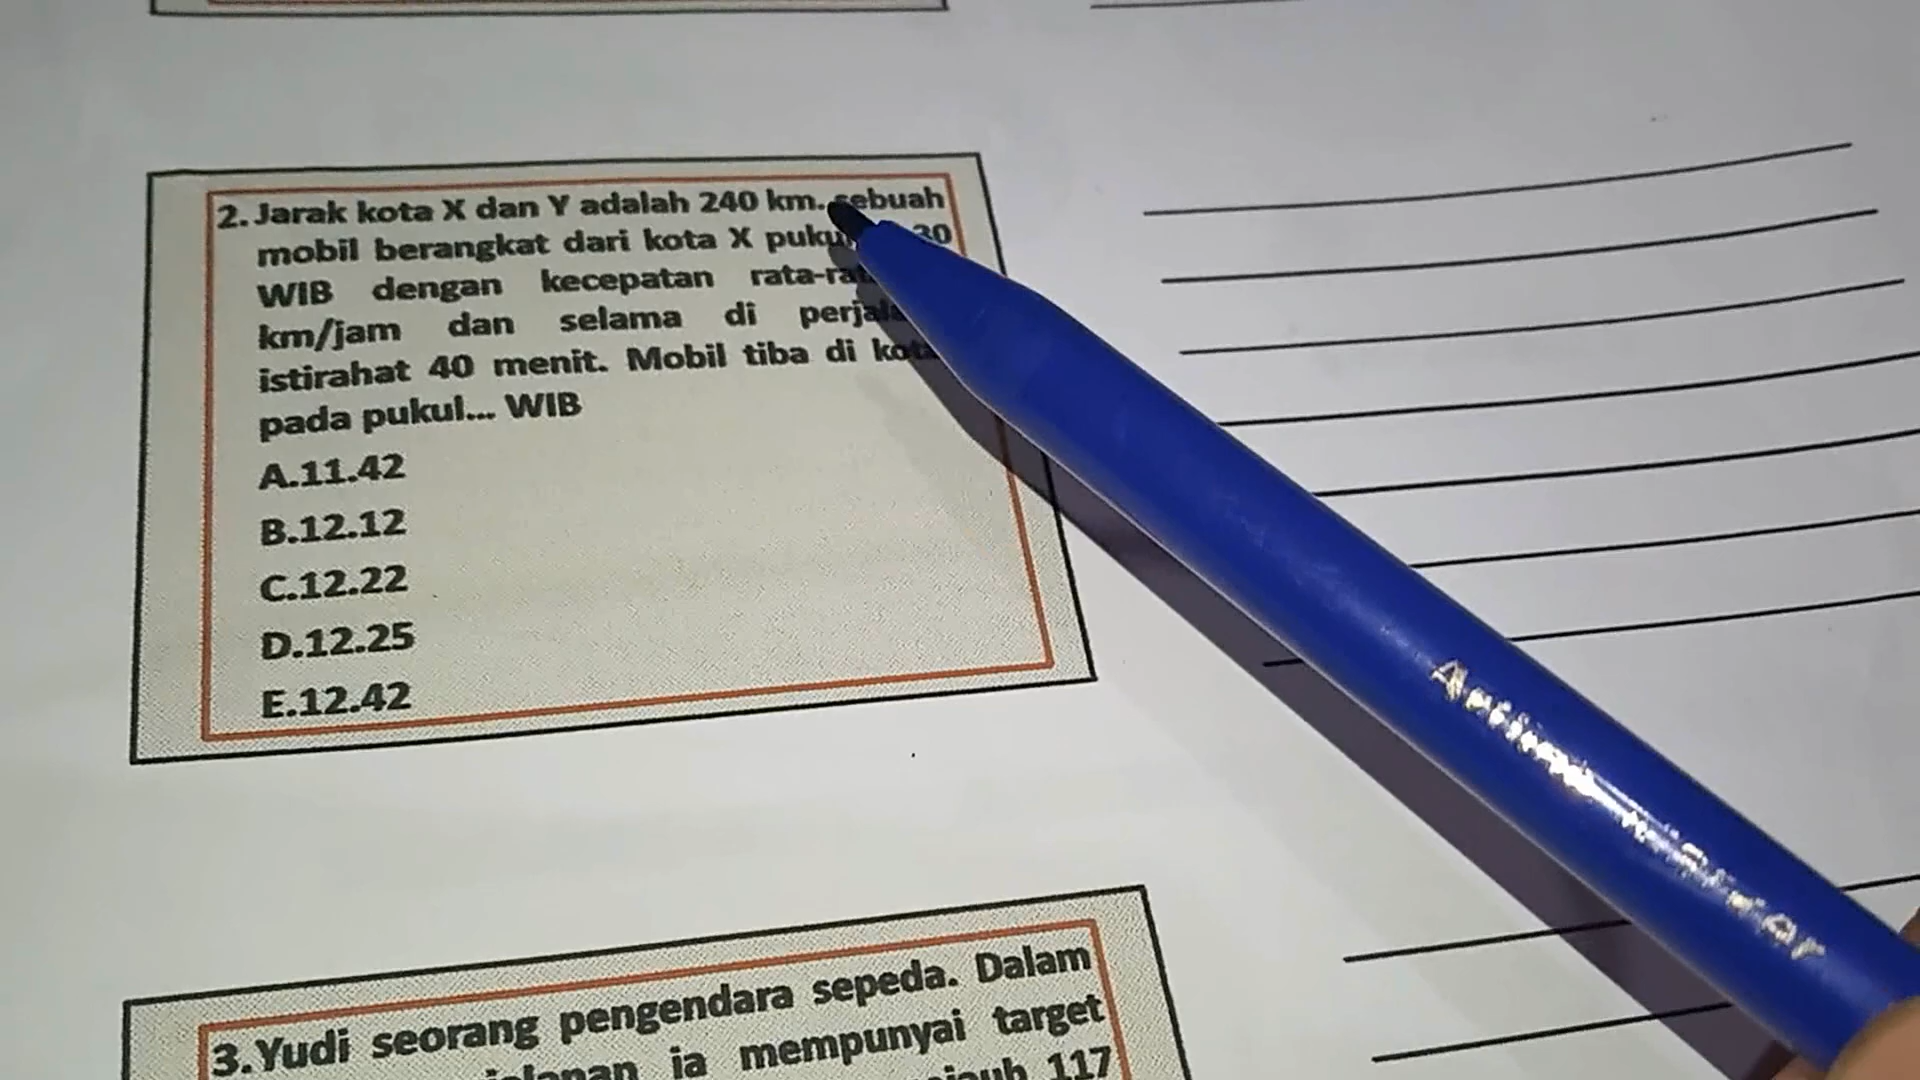 2. Jarak kota X dan Y adalah 240 km. sebuah
mobil berangkat dari kota X 30
WIB dengan kecepatan
km/jam dan selama di
istirahat 40 menit. Mobil tiba di
pada pukul... WIB
A.11.42
B.12.12
C.12.22
D.12.25
E.12.42
3.Yudi seorang pengendara sepeda. Dalam
ia mempunyai target
117